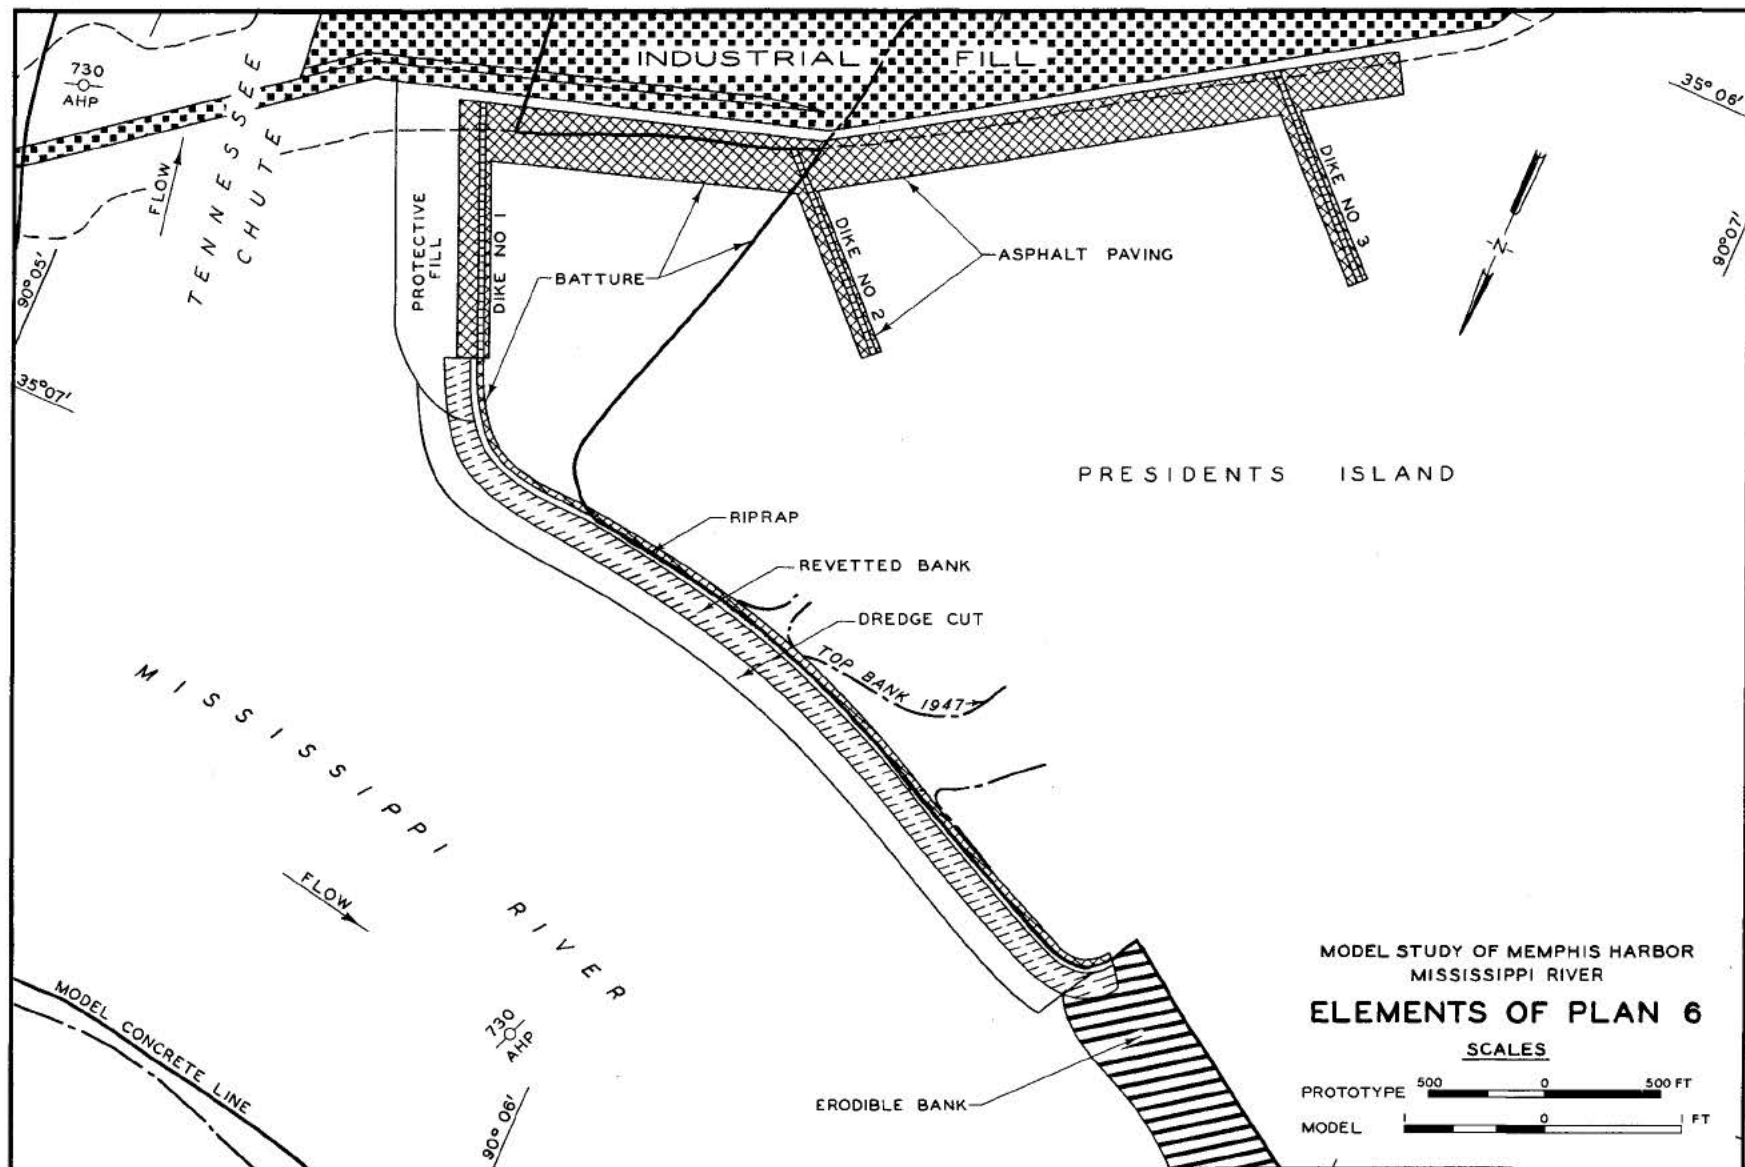 INDUSTRIAL FILL
730
AHP
TENNESSEE
CHUTE
FLOW
35° 06'
90° 07'
90° 05'
35° 07'
PROTECTIVE
FILL
DIKE NO 1
DIKE NO 2
DIKE NO 3
BATTURE
ASPHALT PAVING
N
PRESIDENTS ISLAND
RIPRAP
REVETTED BANK
DREDGE CUT
TOP BANK 1947
MISSISSIPPI RIVER
FLOW
MODEL CONCRETE LINE
730
AHP
90° 06'
ERODIBLE BANK
MODEL STUDY OF MEMPHIS HARBOR
MISSISSIPPI RIVER
ELEMENTS OF PLAN 6
SCALES
PROTOTYPE 500 0 500 FT
MODEL 1 0 1 FT